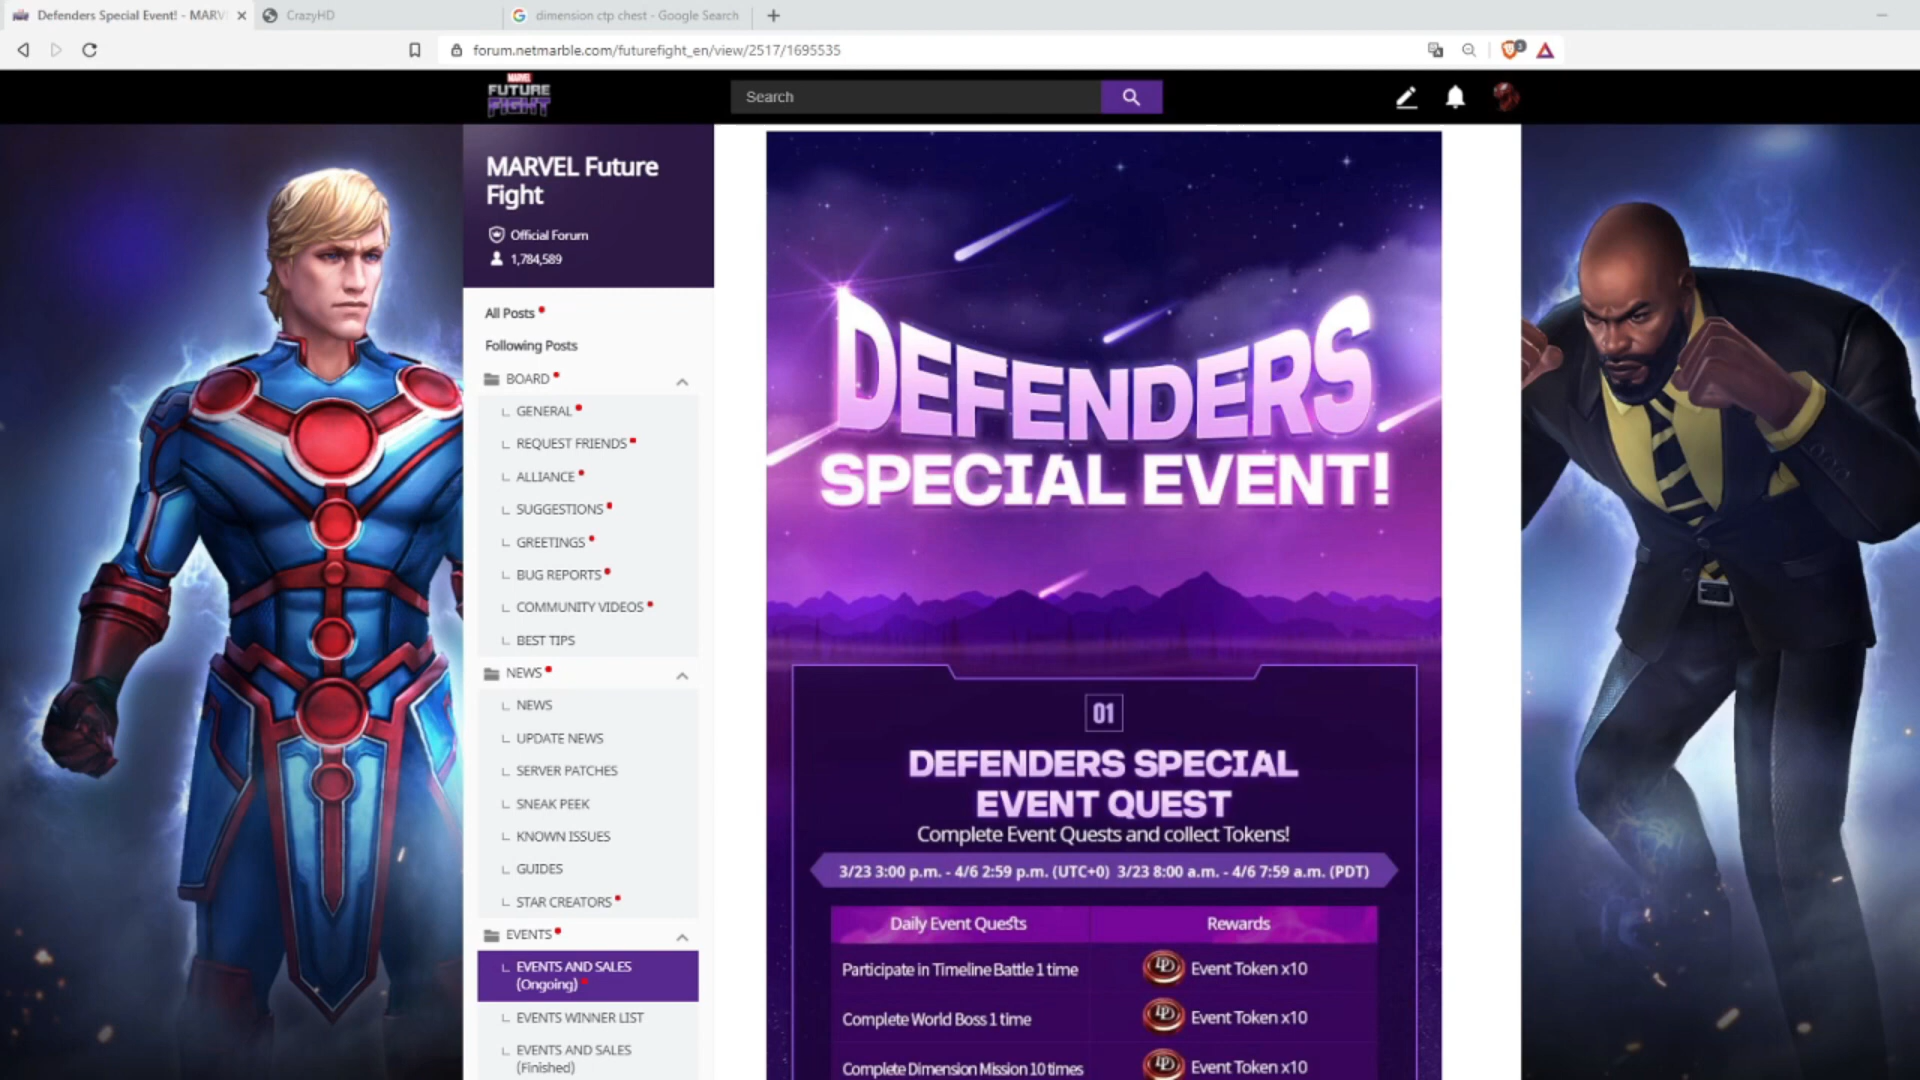 Defenders Special Event! - MARV
CrazyHD
dimension ctp chest - Google Search
forum.netmarble.com/futurefight_en/view/2517/1695535
3
MARVEL
FUTURE
FIGHT
Search
MARVEL Future
Fight
Official Forum
1,784,589
All Posts
Following Posts
BOARD
GENERAL
REQUEST FRIENDS
ALLIANCE
SUGGESTIONS
GREETINGS
BUG REPORTS
COMMUNITY VIDEOS
BEST TIPS
NEWS
NEWS
UPDATE NEWS
SERVER PATCHES
SNEAK PEEK
KNOWN ISSUES
GUIDES
STAR CREATORS
EVENTS
EVENTS AND SALES
(Ongoing)
EVENTS WINNER LIST
EVENTS AND SALES
(Finished)
DEFENDERS
SPECIAL EVENT!
01
DEFENDERS SPECIAL
EVENT QUEST
Complete Event Quests and collect Tokens!
3/23 3:00 p.m. - 4/6 2:59 p.m. (UTC+0) 3/23 8:00 a.m. - 4/6 7:59 a.m. (PDT)
Daily Event Quests Rewards
Participate in Timeline Battle 1 time Event Token x10
Complete World Boss 1 time Event Token x10
Complete Dimension Mission 10 times Event Token x10